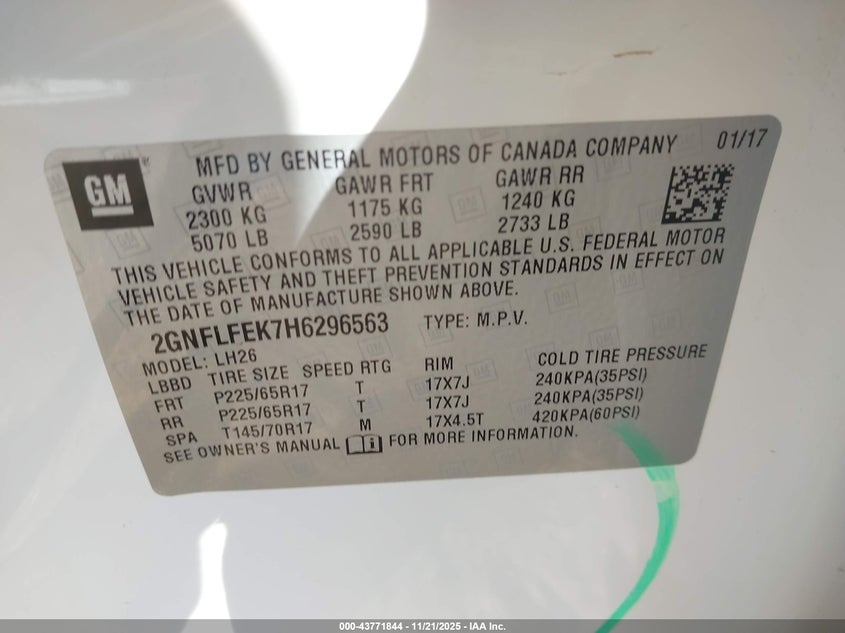 GM
MFD BY GENERAL MOTORS OF CANADA COMPANY 01/17
GVWR GAWR FRT GAWR RR
2300 KG 1175 KG 1240 KG
5070 LB 2590 LB 2733 LB
THIS VEHICLE CONFORMS TO ALL APPLICABLE U.S. FEDERAL MOTOR
VEHICLE SAFETY AND THEFT PREVENTION STANDARDS IN EFFECT ON
THE DATE OF MANUFACTURE SHOWN ABOVE.
2GNFLFEK7H6296563 TYPE: M.P.V.
MODEL: LH26
LBBD TIRE SIZE SPEED RTG RIM COLD TIRE PRESSURE
FRT P225/65R17 T 17X7J 240KPA(35PSI)
RR P225/65R17 T 17X7J 240KPA(35PSI)
SPA T145/70R17 M 17X4.5T 420KPA(60PSI)
SEE OWNER'S MANUAL FOR MORE INFORMATION.
000-43771844 | 11/21/2025 - IAA Inc.